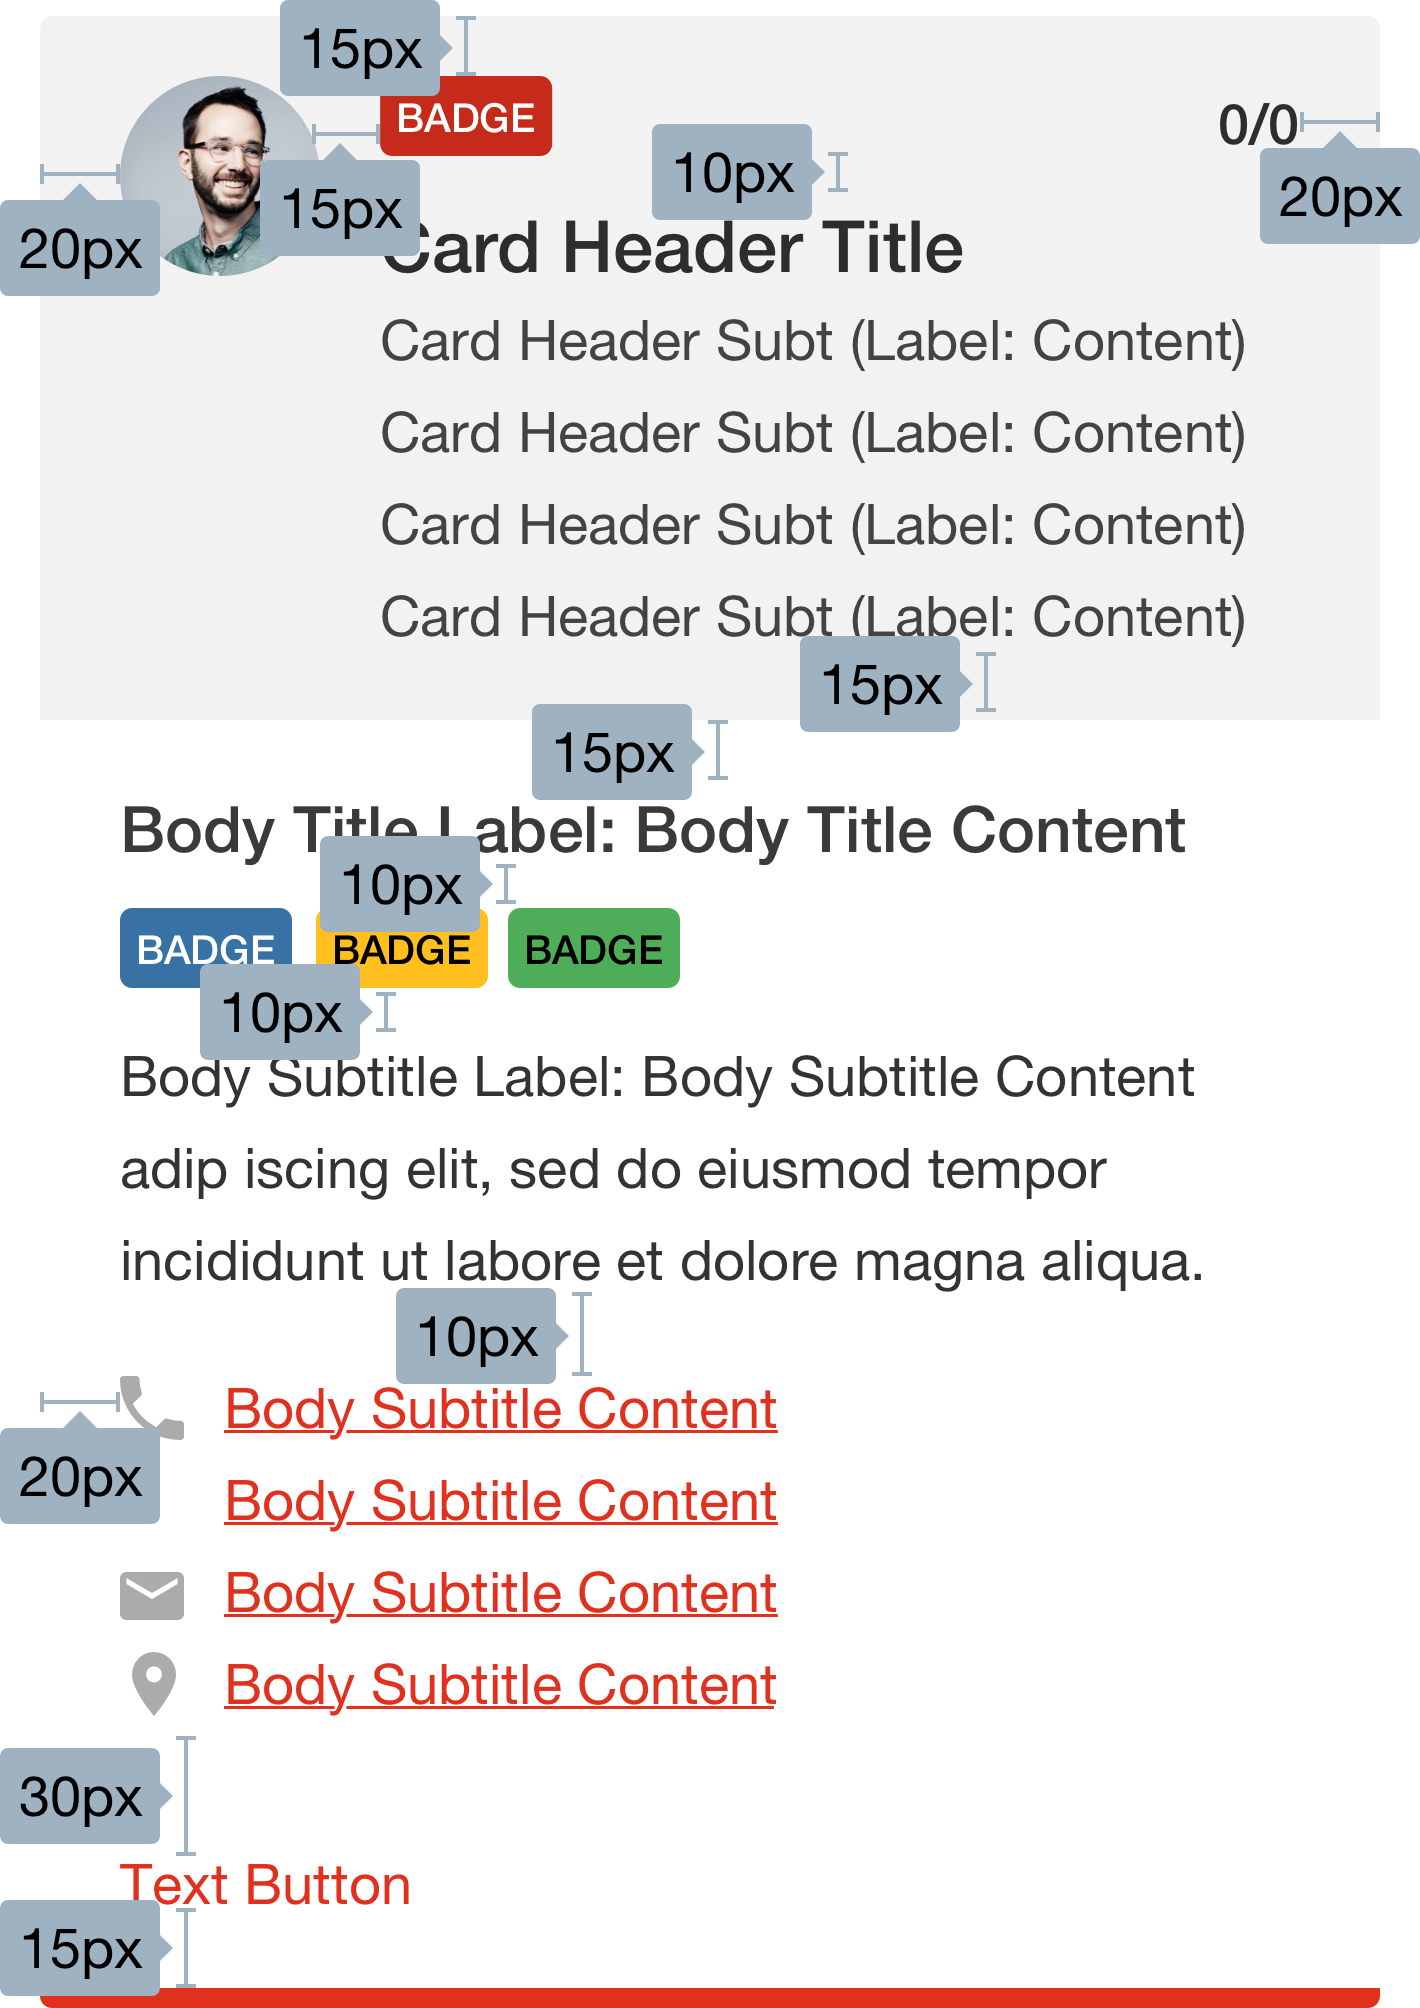 15px
BADGE
0/0
10px
15px
20px
20px
Card Header Title
Card Header Subt (Label: Content)
Card Header Subt (Label: Content)
Card Header Subt (Label: Content)
Card Header Subt (Label: Content)
15px
15px
Body Title Label: Body Title Content
10px
BADGE BADGE BADGE
10px
Body Subtitle Label: Body Subtitle Content
adip iscing elit, sed do eiusmod tempor
incididunt ut labore et dolore magna aliqua.
10px
Body Subtitle Content
20px
Body Subtitle Content
Body Subtitle Content
Body Subtitle Content
30px
Text Button
15px